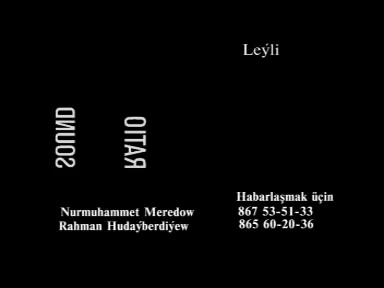 Leýli
SOUND
RATIO
Habarlaşmak üçin
Nurmuhammet Meredow
867 53-51-33
Rahman Hudaýberdiýew
865 60-20-36